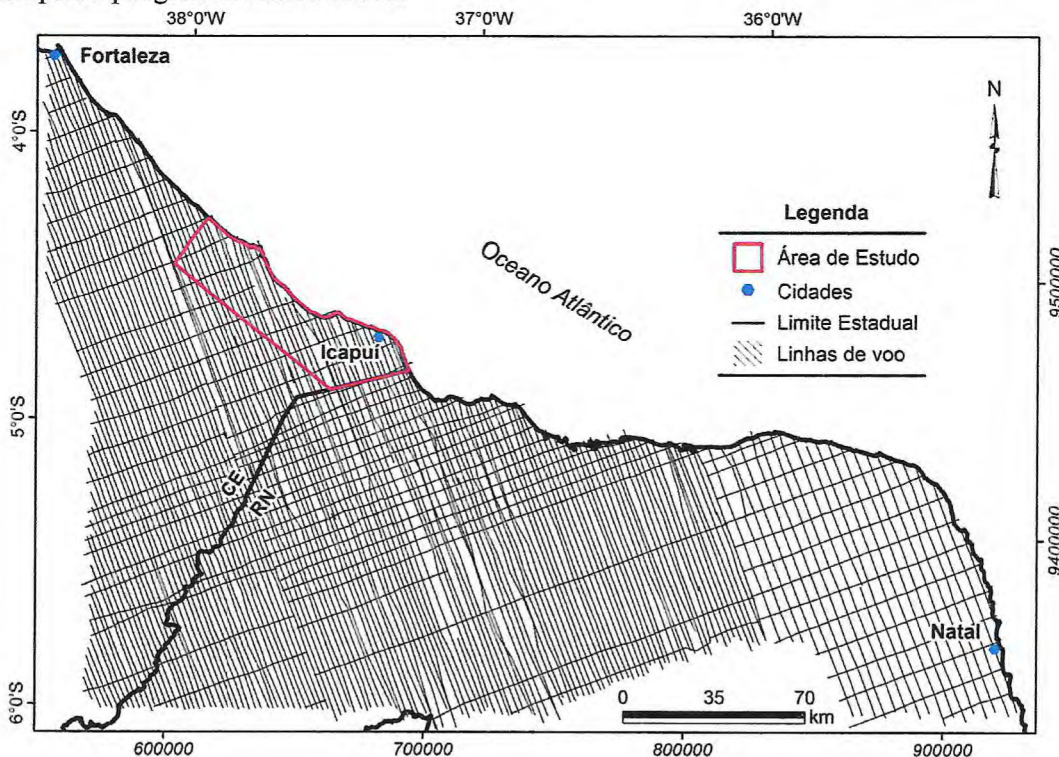 38°0'W 37°0'W 36°0'W
Fortaleza
N
4°0'S
Legenda
Oceano Atlântico
Área de Estudo
9500000
Cidades
Icapuí
Limite Estadual
Linhas de voo
5°0'S
CE
RN
9400000
Natal
0 35 70
km
6°0'S
600000 700000 800000 900000